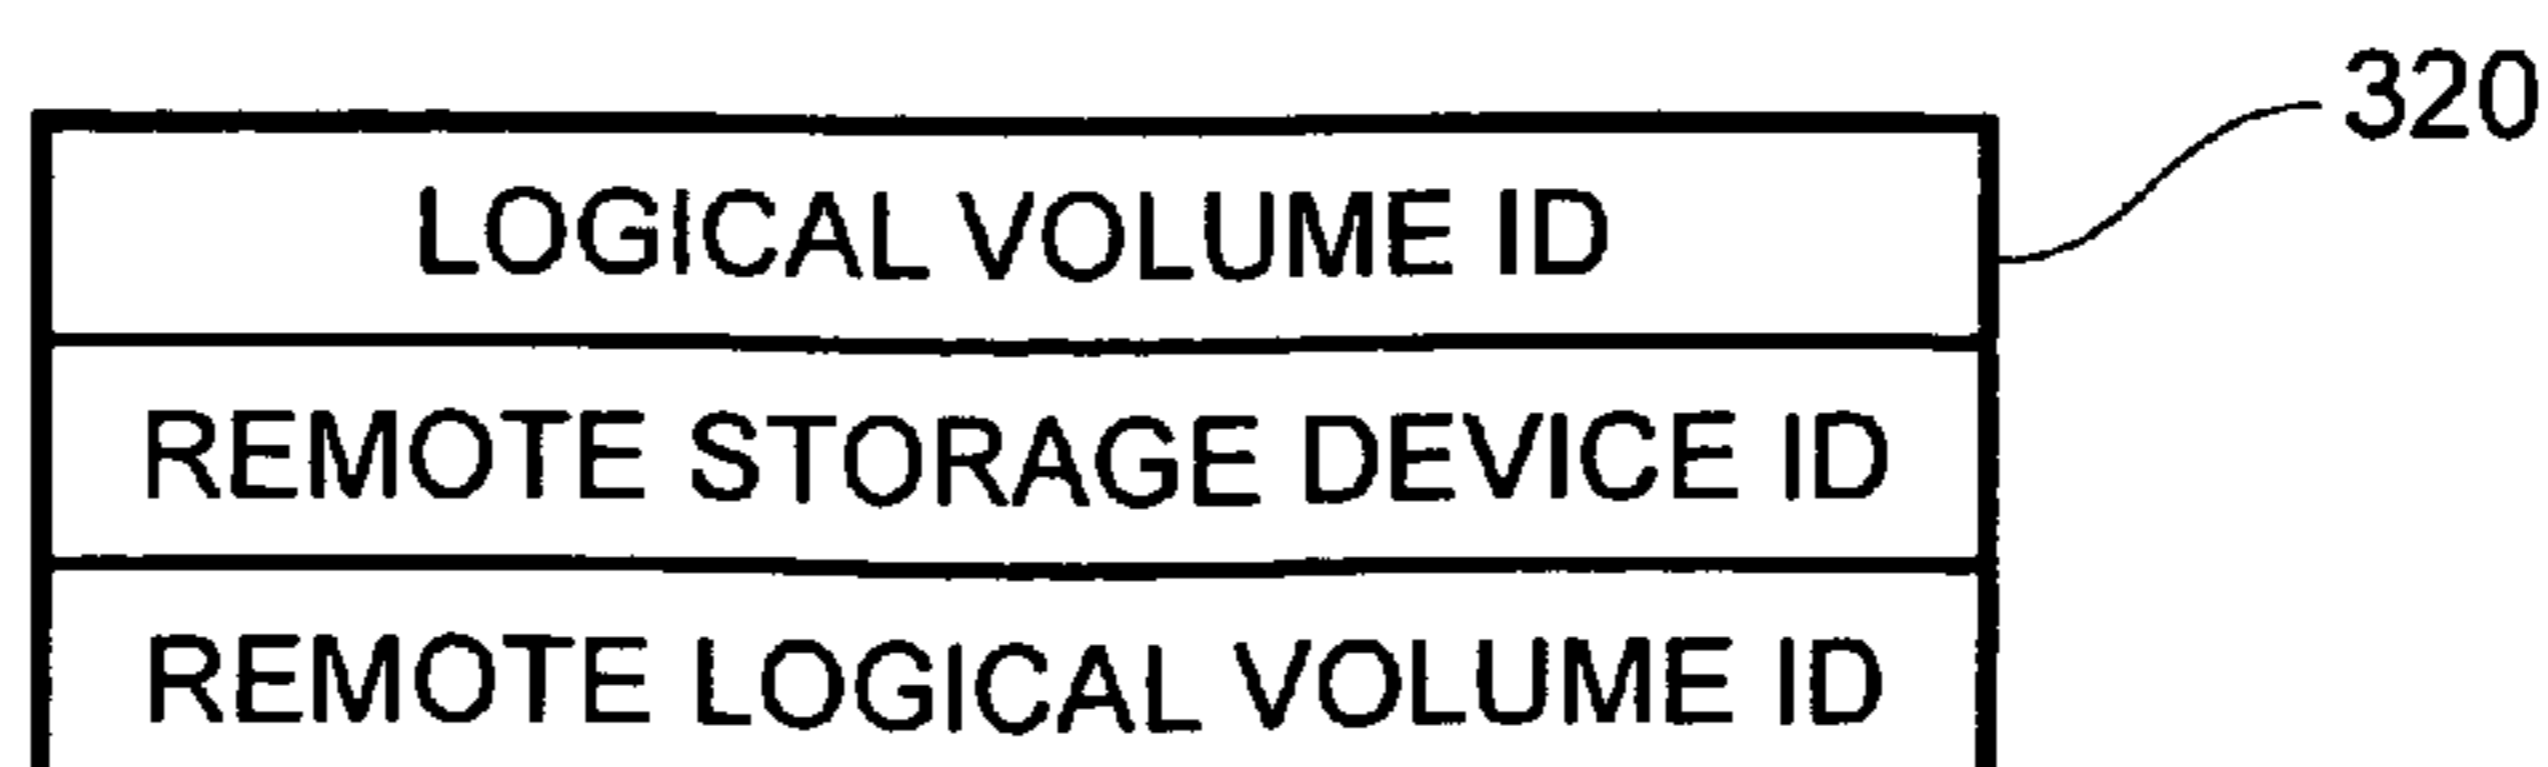 320
LOGICAL VOLUME ID
REMOTE STORAGE DEVICE ID
REMOTE LOGICAL VOLUME ID